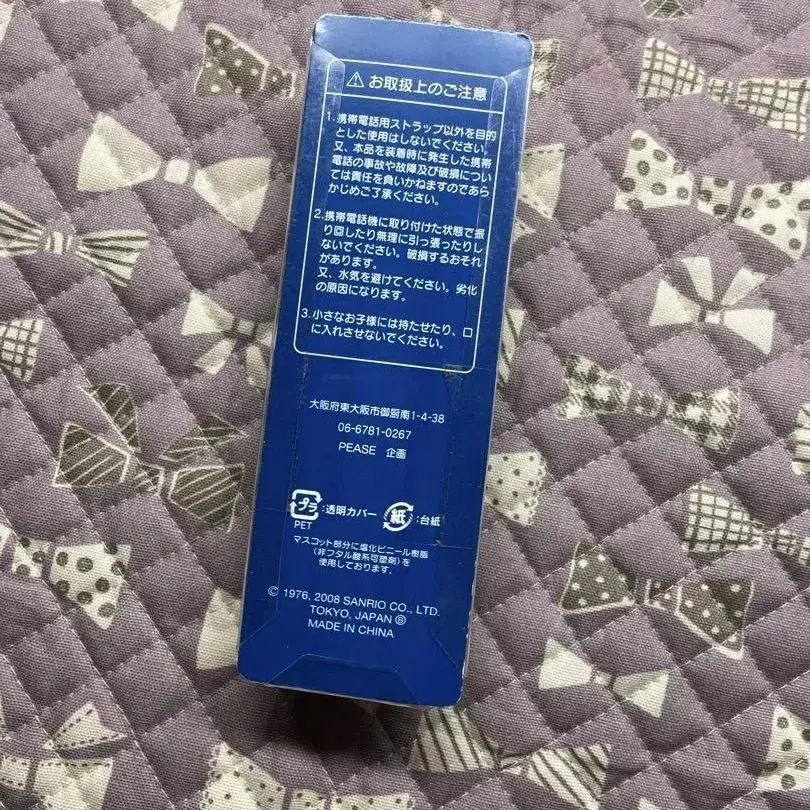 ⚠ お取扱上のご注意
1.携帯電話用ストラップ以外を目的
とした使用はしないでください。
又、本品を装着時に発生した携帯
電話の事故や故障及び破損につい
ては責任を負いかねますのであら
かじめご了承ください。
2.携帯電話機に取り付けた状態で振
り回したり無理に引っ張ったりし
ないでください。破損するおそれ
があります。
又、水気を避けてください。劣化
の原因になります。
3.小さなお子様には持たせたり、口
に入れさせないでください。
大阪府東大阪市御厨南1-4-38
06-6781-0267
PEASE 企画
プラ:透明カバー 紙:台紙
PET
マスコット部分に塩化ビニール樹脂
(非フタル酸系可塑剤)を
使用しております。
© 1976, 2008 SANRIO CO., LTD.
TOKYO, JAPAN Ⓑ
MADE IN CHINA